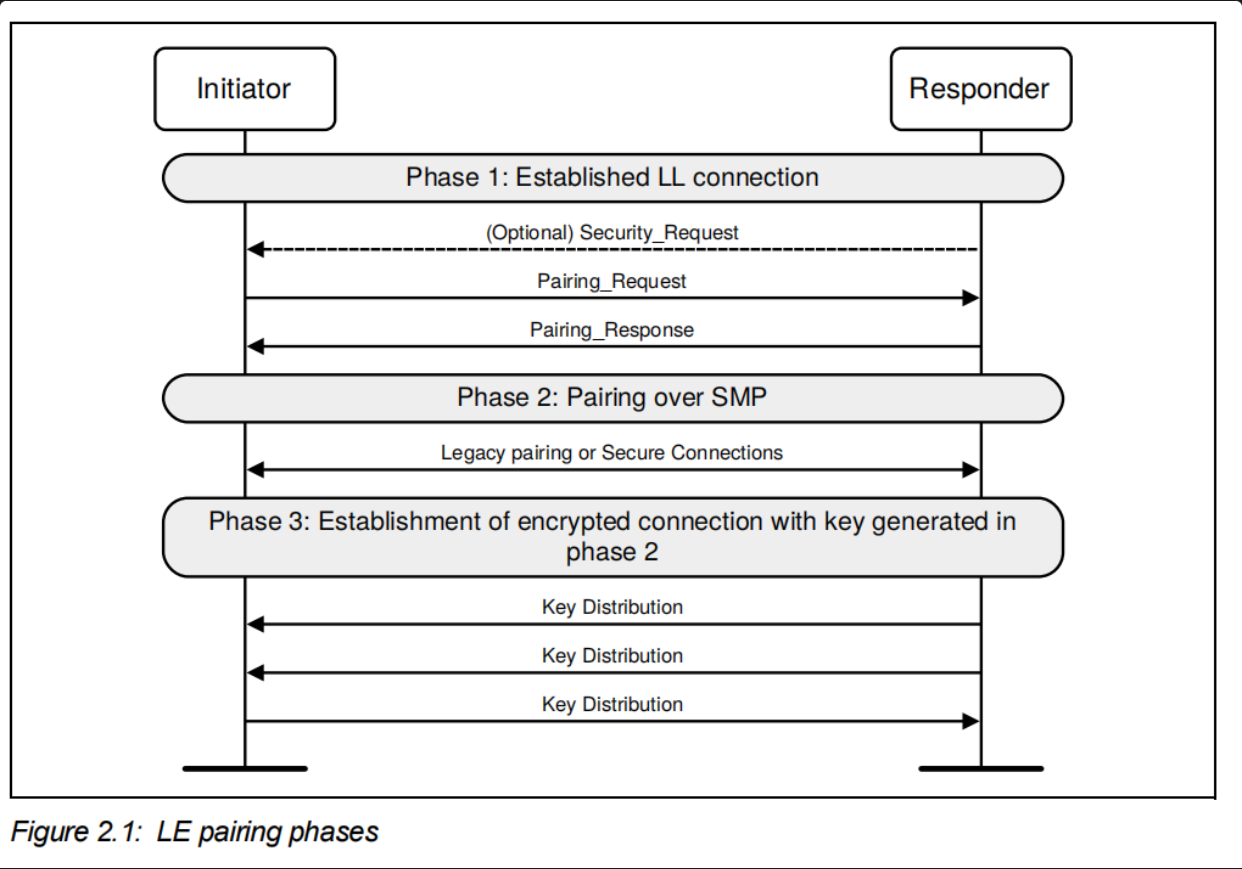 Initiator
Responder
Phase 1: Established LL connection
(Optional) Security_Request
Pairing_Request
Pairing_Response
Phase 2: Pairing over SMP
Legacy pairing or Secure Connections
Phase 3: Establishment of encrypted connection with key generated in
phase 2
Key Distribution
Key Distribution
Key Distribution
Figure 2.1: LE pairing phases